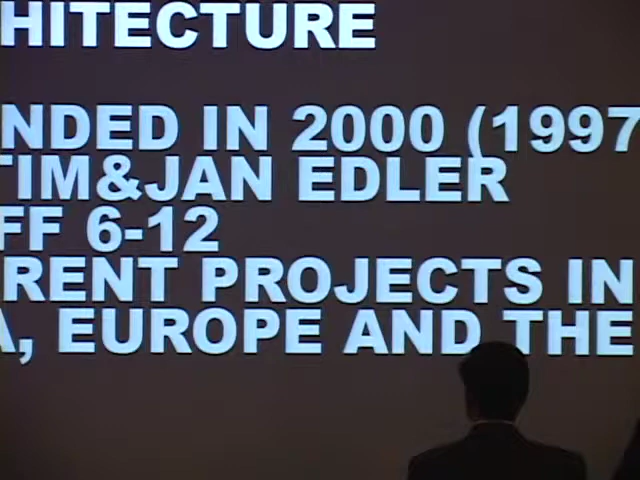 HITECTURE
NDED IN 2000 (1997
TIM&JAN EDLER
FF 6-12
RENT PROJECTS IN
A, EUROPE AND THE